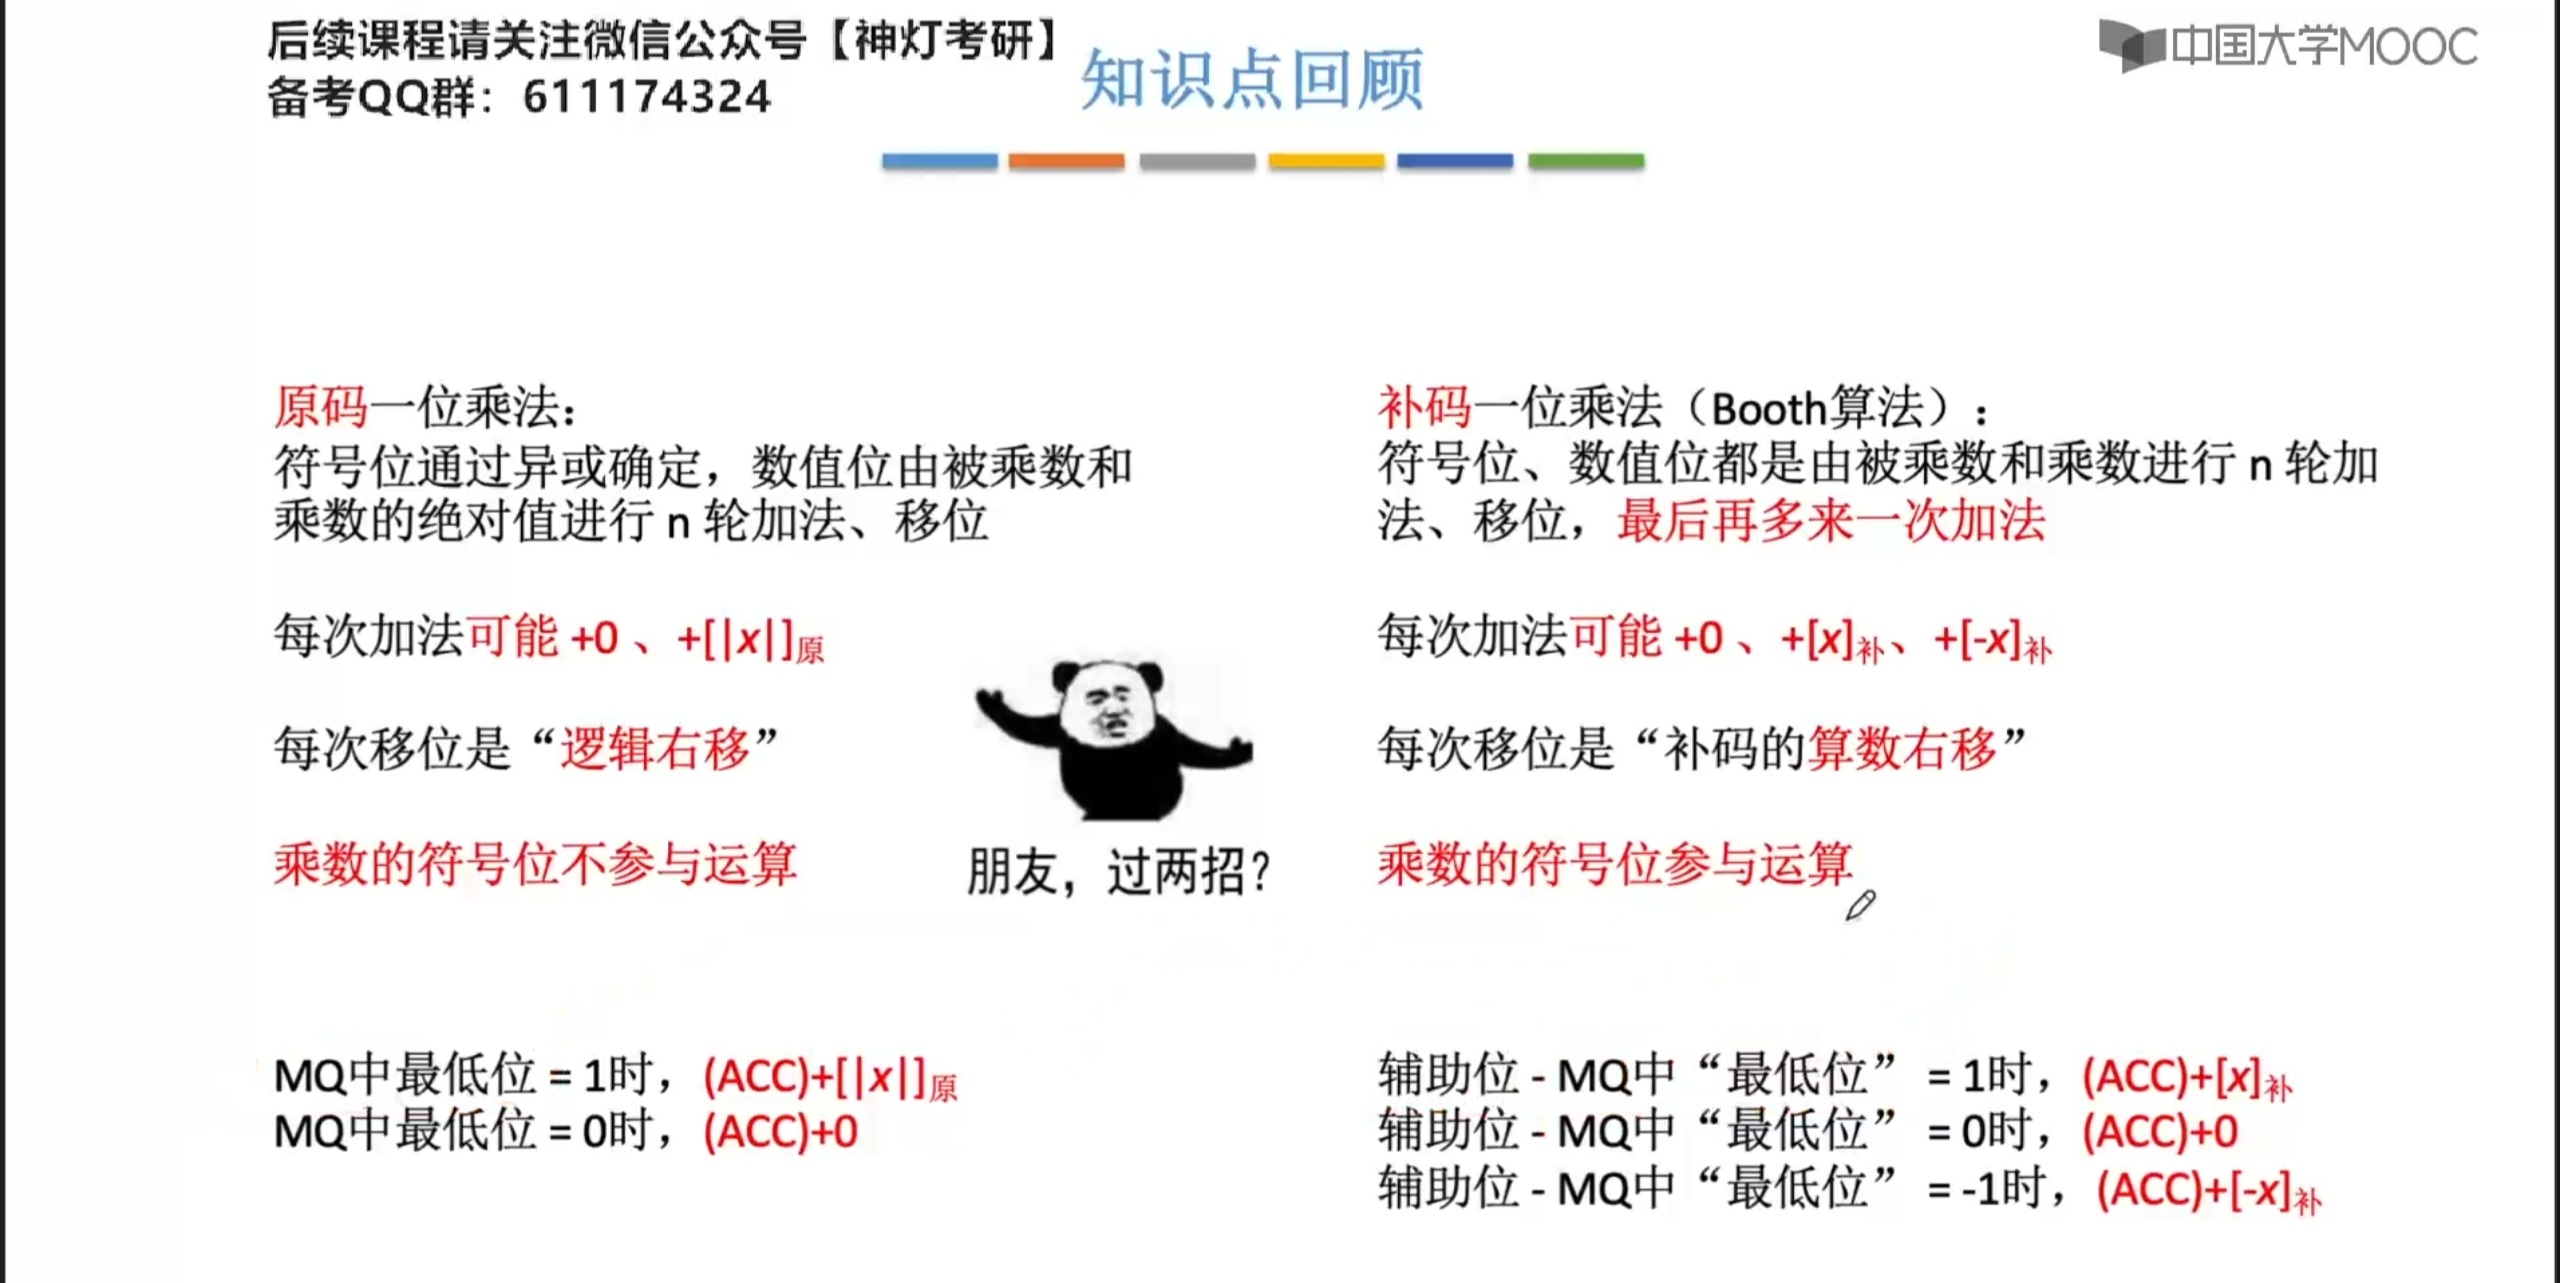 后续课程请关注微信公众号【神灯考研】
备考QQ群：611174324
知识点回顾
中国大学MOOC
原码一位乘法：
符号位通过异或确定，数值位由被乘数和
乘数的绝对值进行 n 轮加法、移位
每次加法可能 +0 、+[|x|]原
每次移位是“逻辑右移”
乘数的符号位不参与运算
MQ中最低位 = 1时，(ACC)+[|x|]原
MQ中最低位 = 0时，(ACC)+0
朋友，过两招?
补码一位乘法（Booth算法）：
符号位、数值位都是由被乘数和乘数进行 n 轮加
法、移位，最后再多来一次加法
每次加法可能 +0 、+[x]补、+[-x]补
每次移位是“补码的算数右移”
乘数的符号位参与运算
辅助位 - MQ中“最低位” = 1时，(ACC)+[x]补
辅助位 - MQ中“最低位” = 0时，(ACC)+0
辅助位 - MQ中“最低位” = -1时，(ACC)+[-x]补